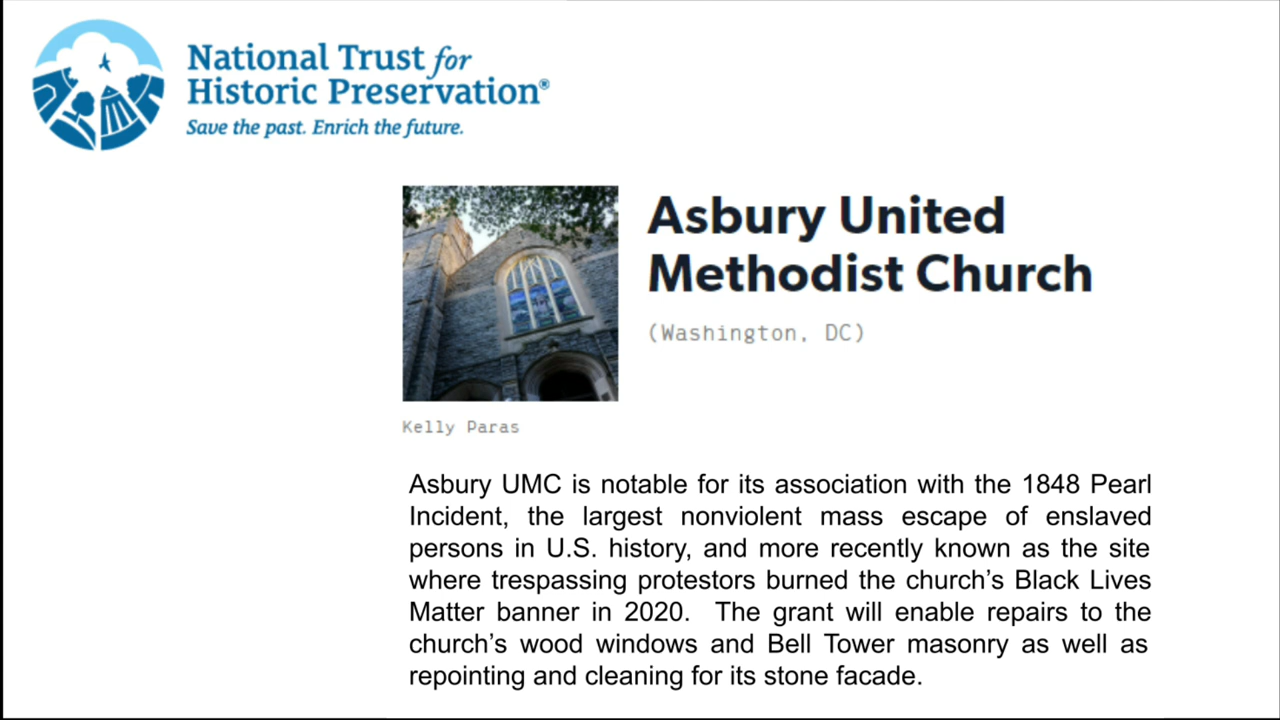 National Trust for
Historic Preservation®
Save the past. Enrich the future.
Asbury United
Methodist Church
(Washington, DC)
Kelly Paras
Asbury UMC is notable for its association with the 1848 Pearl
Incident, the largest nonviolent mass escape of enslaved
persons in U.S. history, and more recently known as the site
where trespassing protestors burned the church’s Black Lives
Matter banner in 2020.  The grant will enable repairs to the
church’s wood windows and Bell Tower masonry as well as
repointing and cleaning for its stone facade.